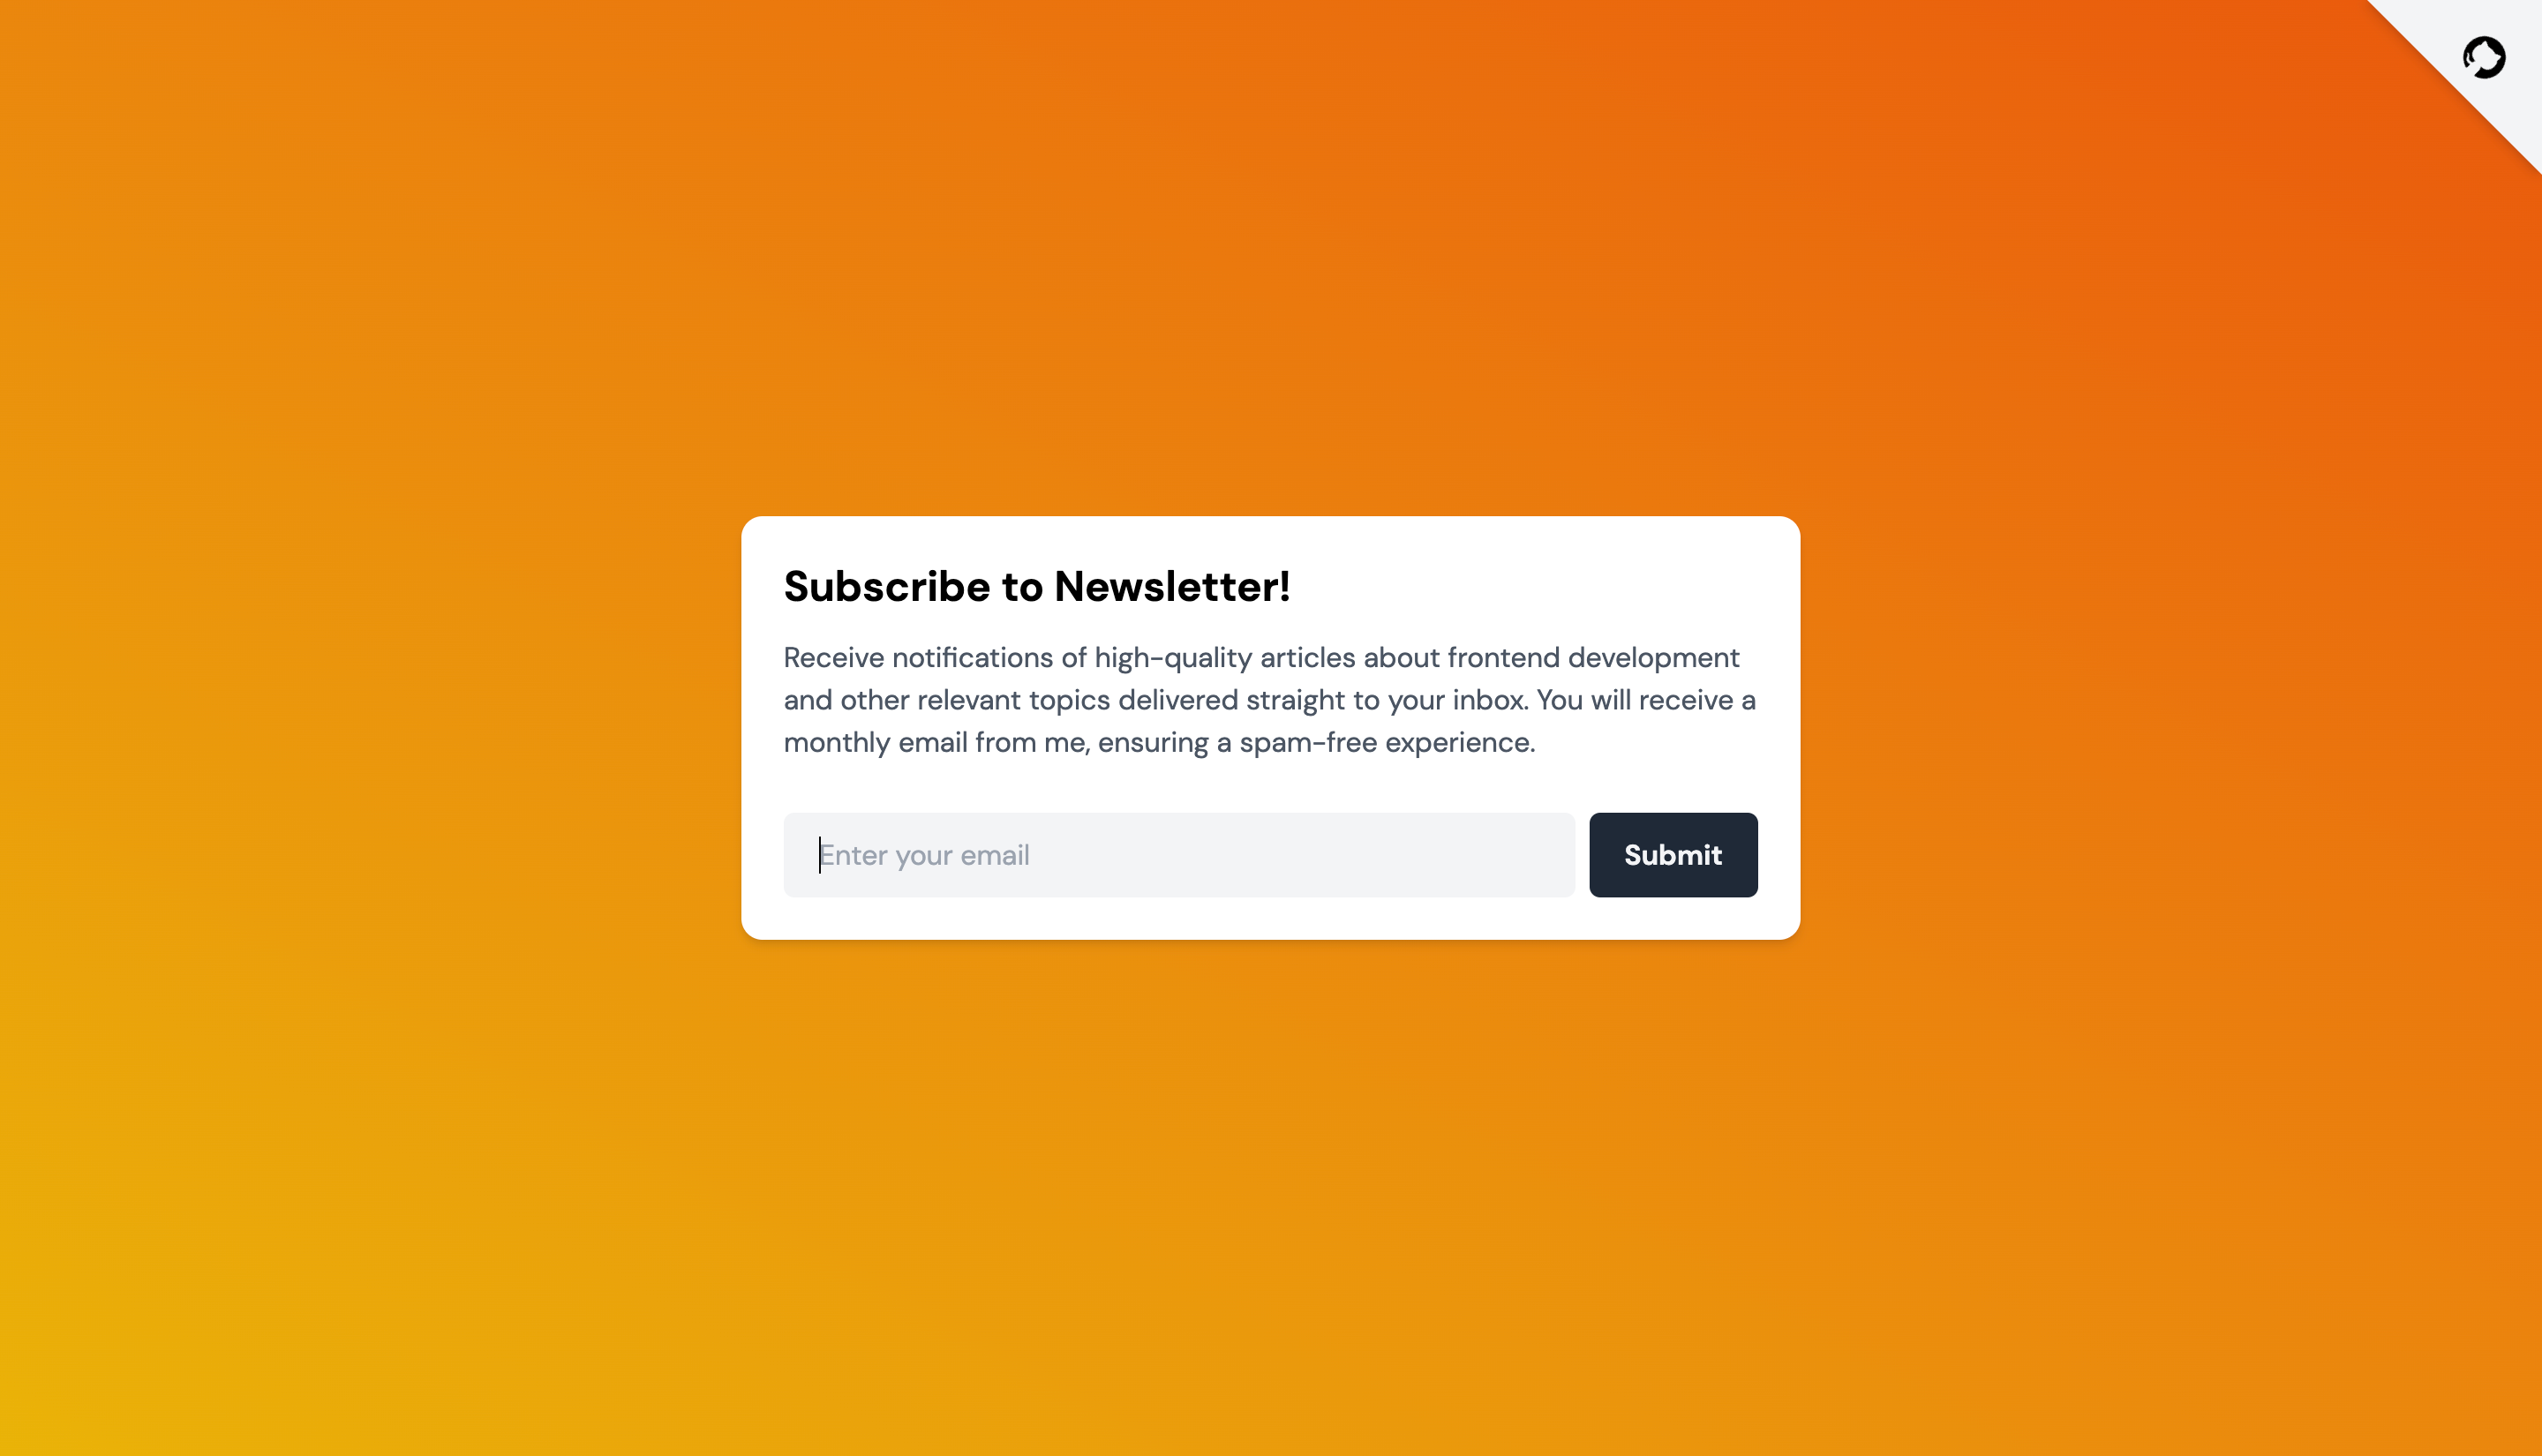 Subscribe to Newsletter!
Receive notifications of high-quality articles about frontend development
and other relevant topics delivered straight to your inbox. You will receive a
monthly email from me, ensuring a spam-free experience.
Enter your email
Submit